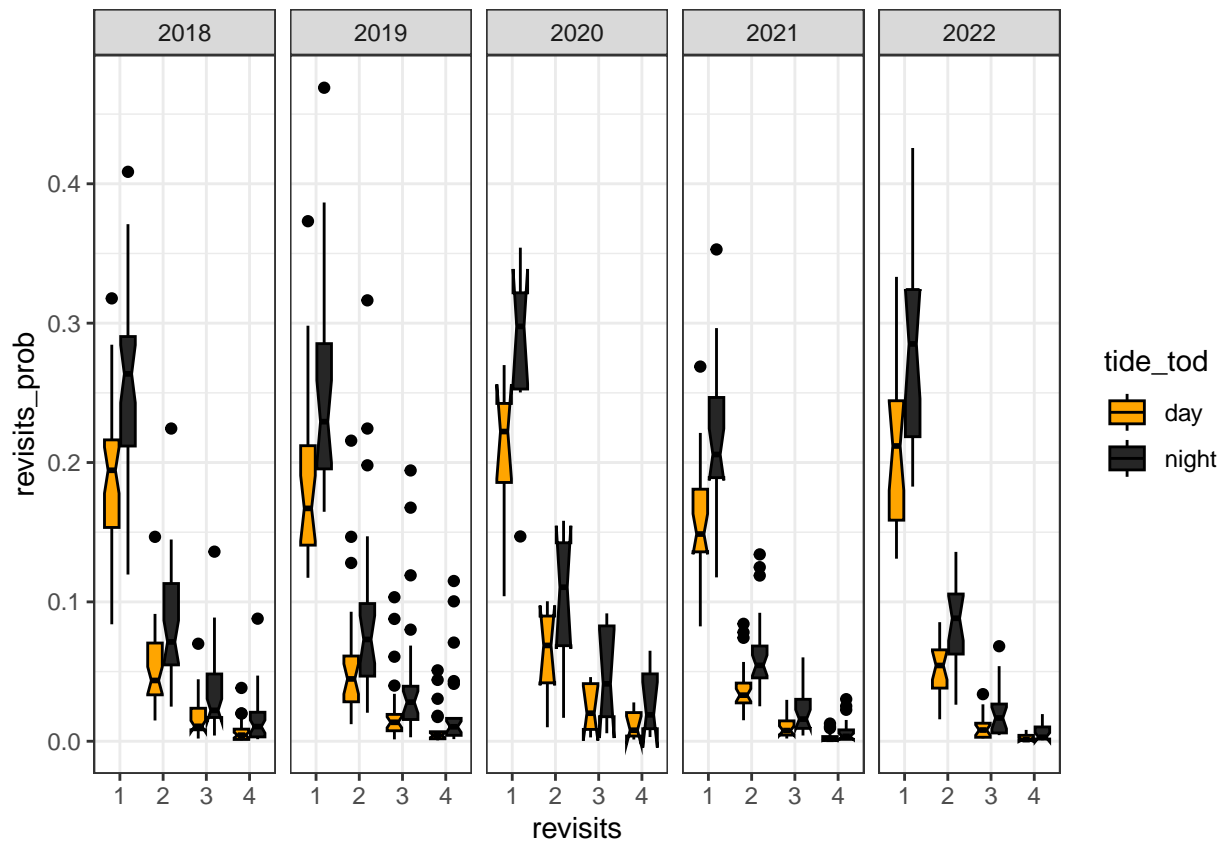 2018 2019 2020 2021 2022
revisits_prob
0.4
0.3
0.2
0.1
0.0
1 2 3 4 1 2 3 4 1 2 3 4 1 2 3 4 1 2 3 4
revisits
tide_tod
day
night